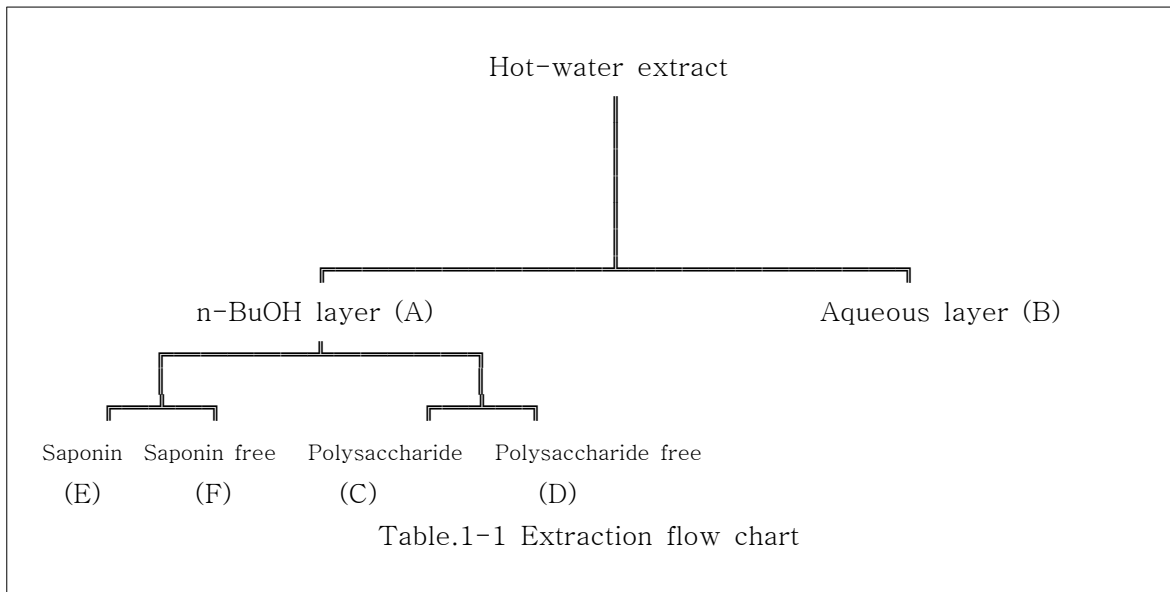 Hot-water extract
n-BuOH layer (A) Aqueous layer (B)
Saponin Saponin free Polysaccharide Polysaccharide free
(E) (F) (C) (D)
Table.1-1 Extraction flow chart